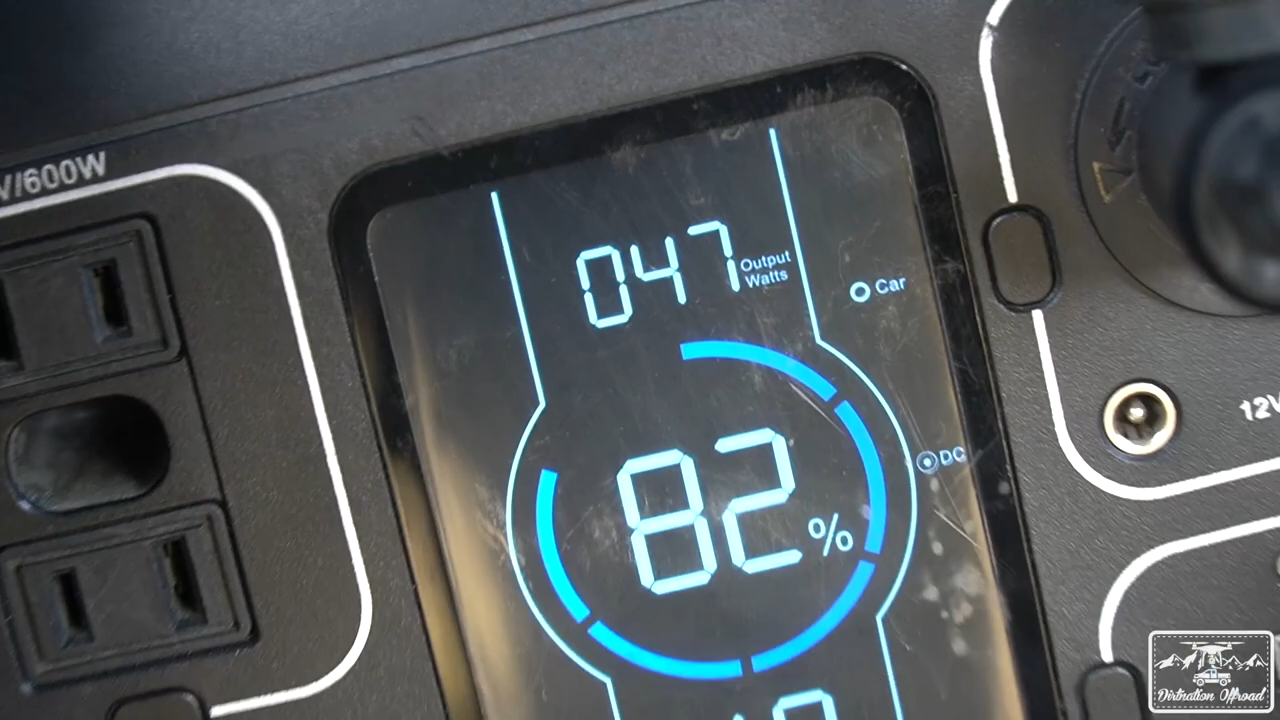 V/600W
047
Output
Watts
Car
82%
DC
12V
Dirtnation Offroad